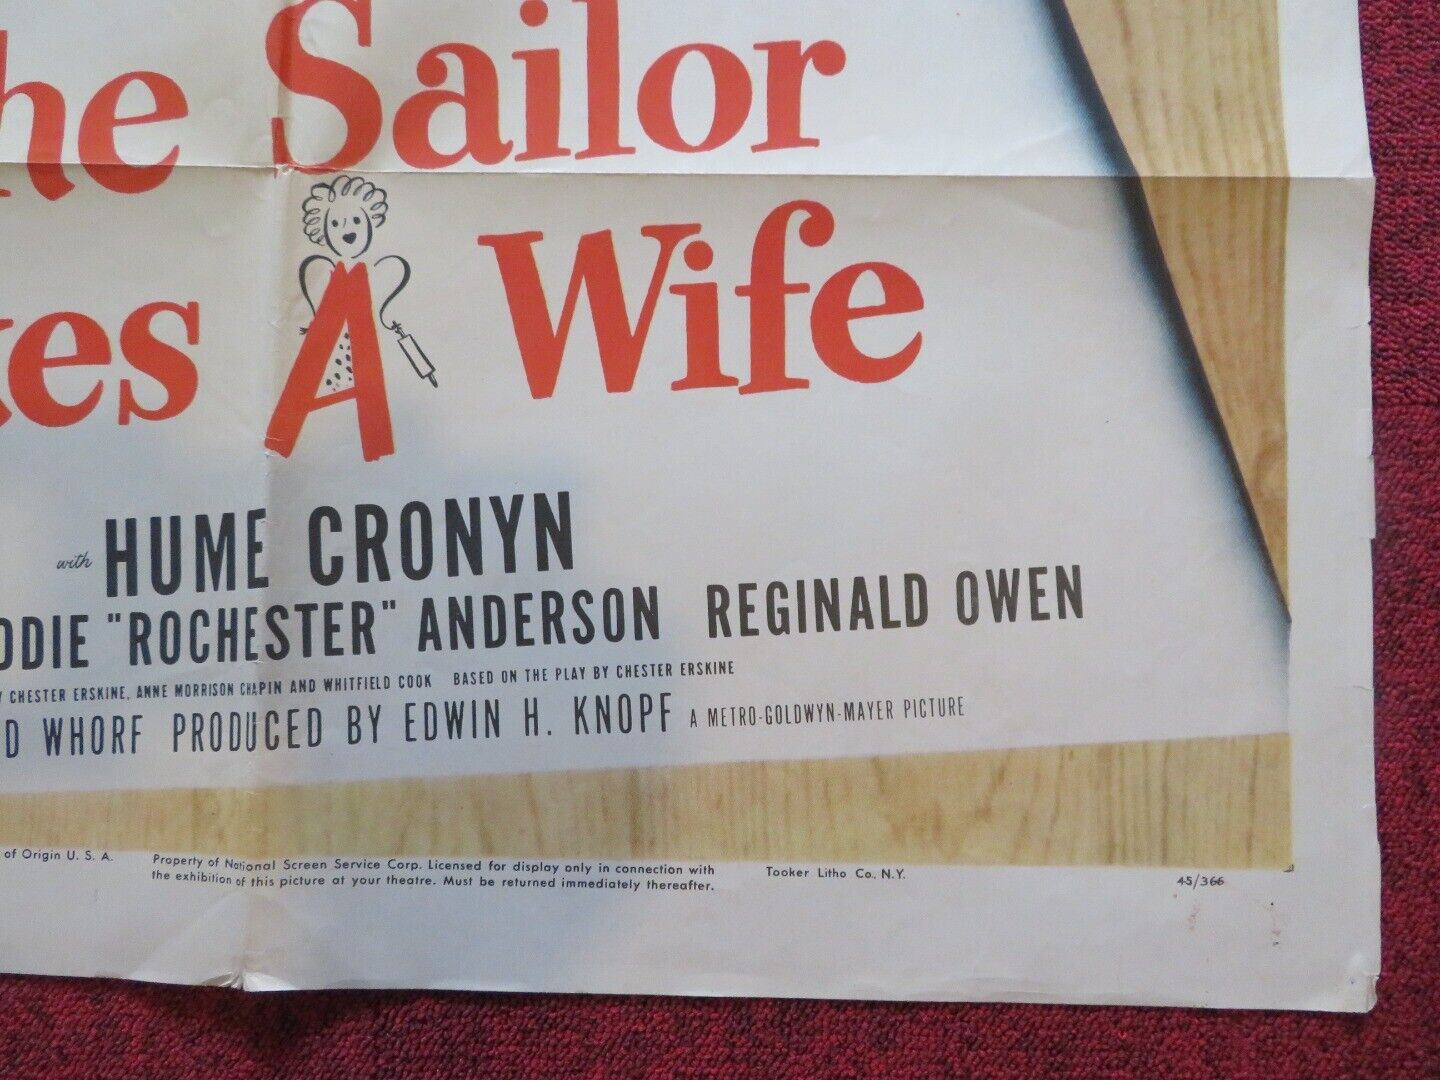 he Sailor
kes A Wife
with HUME CRONYN
DDIE "ROCHESTER" ANDERSON REGINALD OWEN
Y CHESTER ERSKINE, ANNE MORRISON CHAPIN AND WHITFIELD COOK BASED ON THE PLAY BY CHESTER ERSKINE
D WHORF PRODUCED BY EDWIN H. KNOPF A METRO-GOLDWYN-MAYER PICTURE
of Origin U. S. A.
Property of National Screen Service Corp. Licensed for display only in connection with
the exhibition of this picture at your theatre. Must be returned immediately thereafter.
Tooker Litho Co., N.Y.
45/366